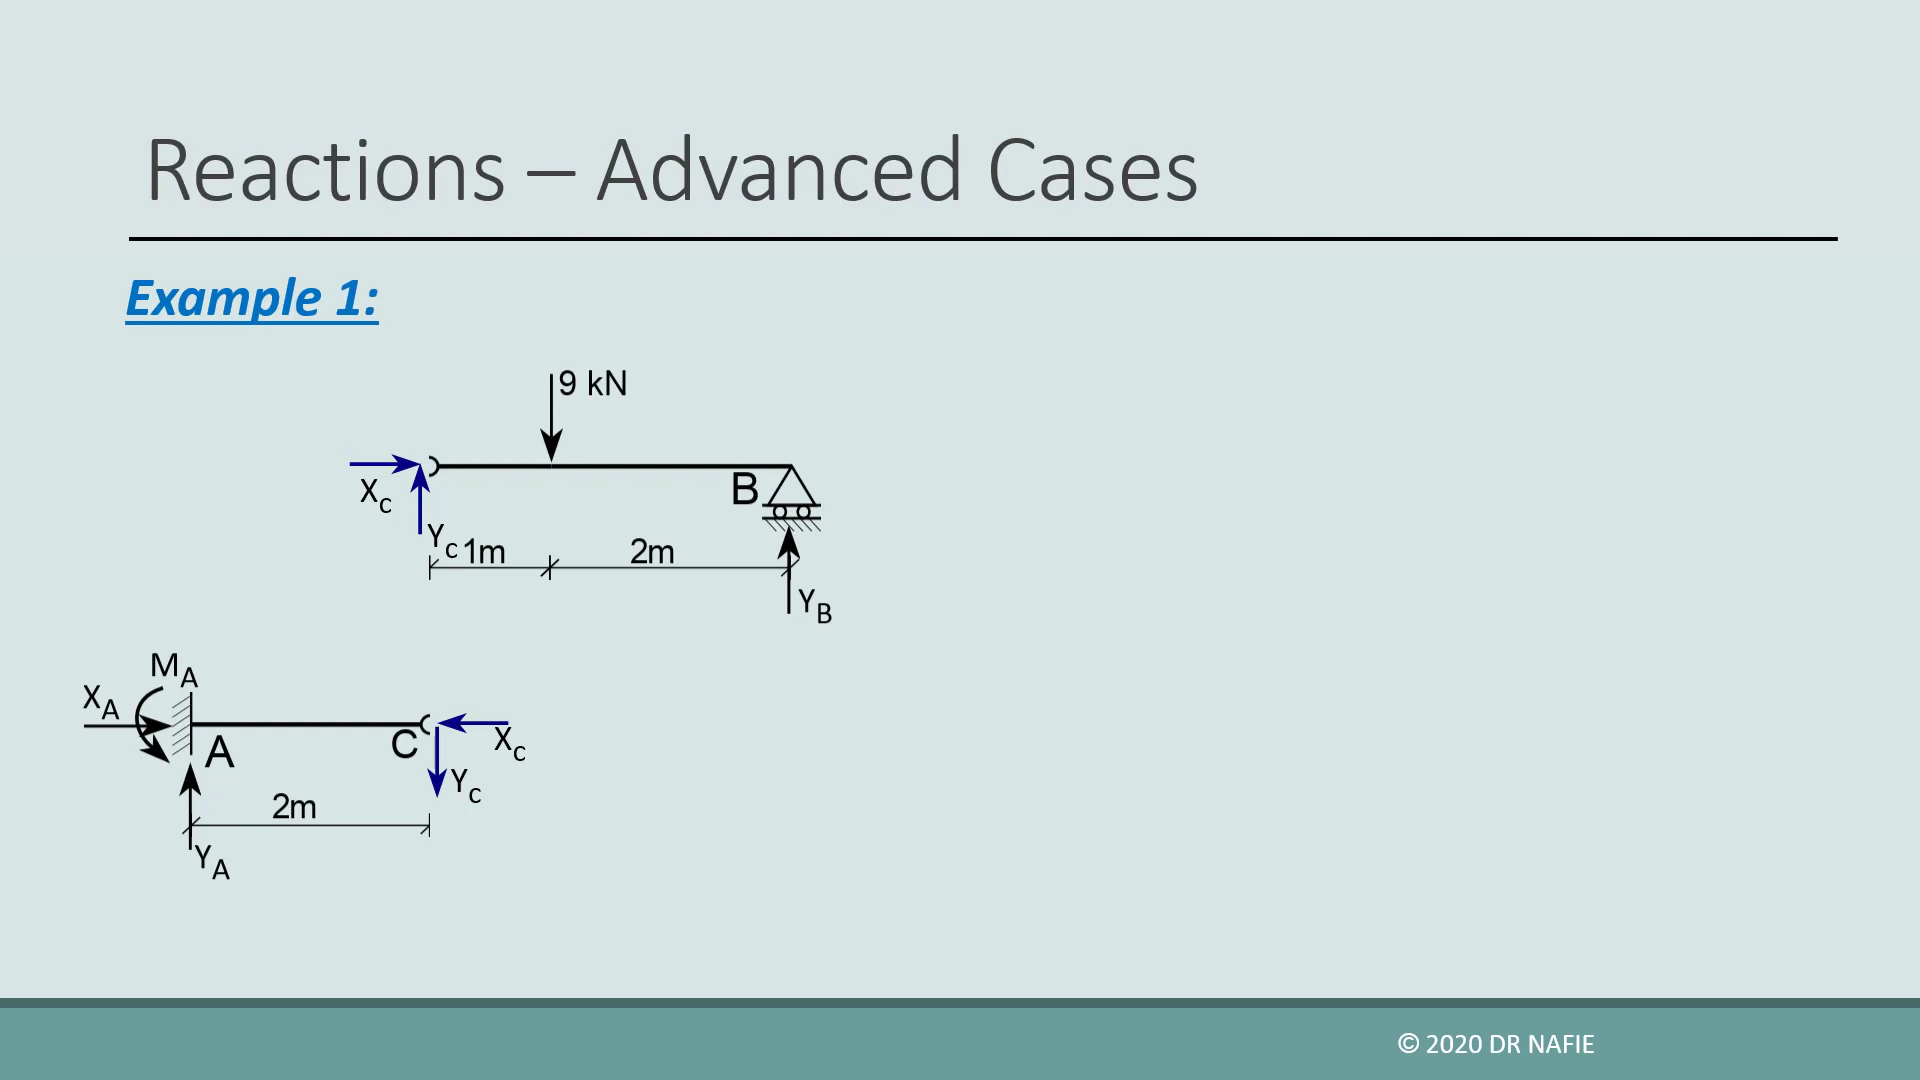 Reactions – Advanced Cases
Example 1:
9 kN
X_C
Y_C
1m
2m
B
Y_B
M_A
X_A
A
C
X_C
Y_C
2m
Y_A
© 2020 DR NAFIE